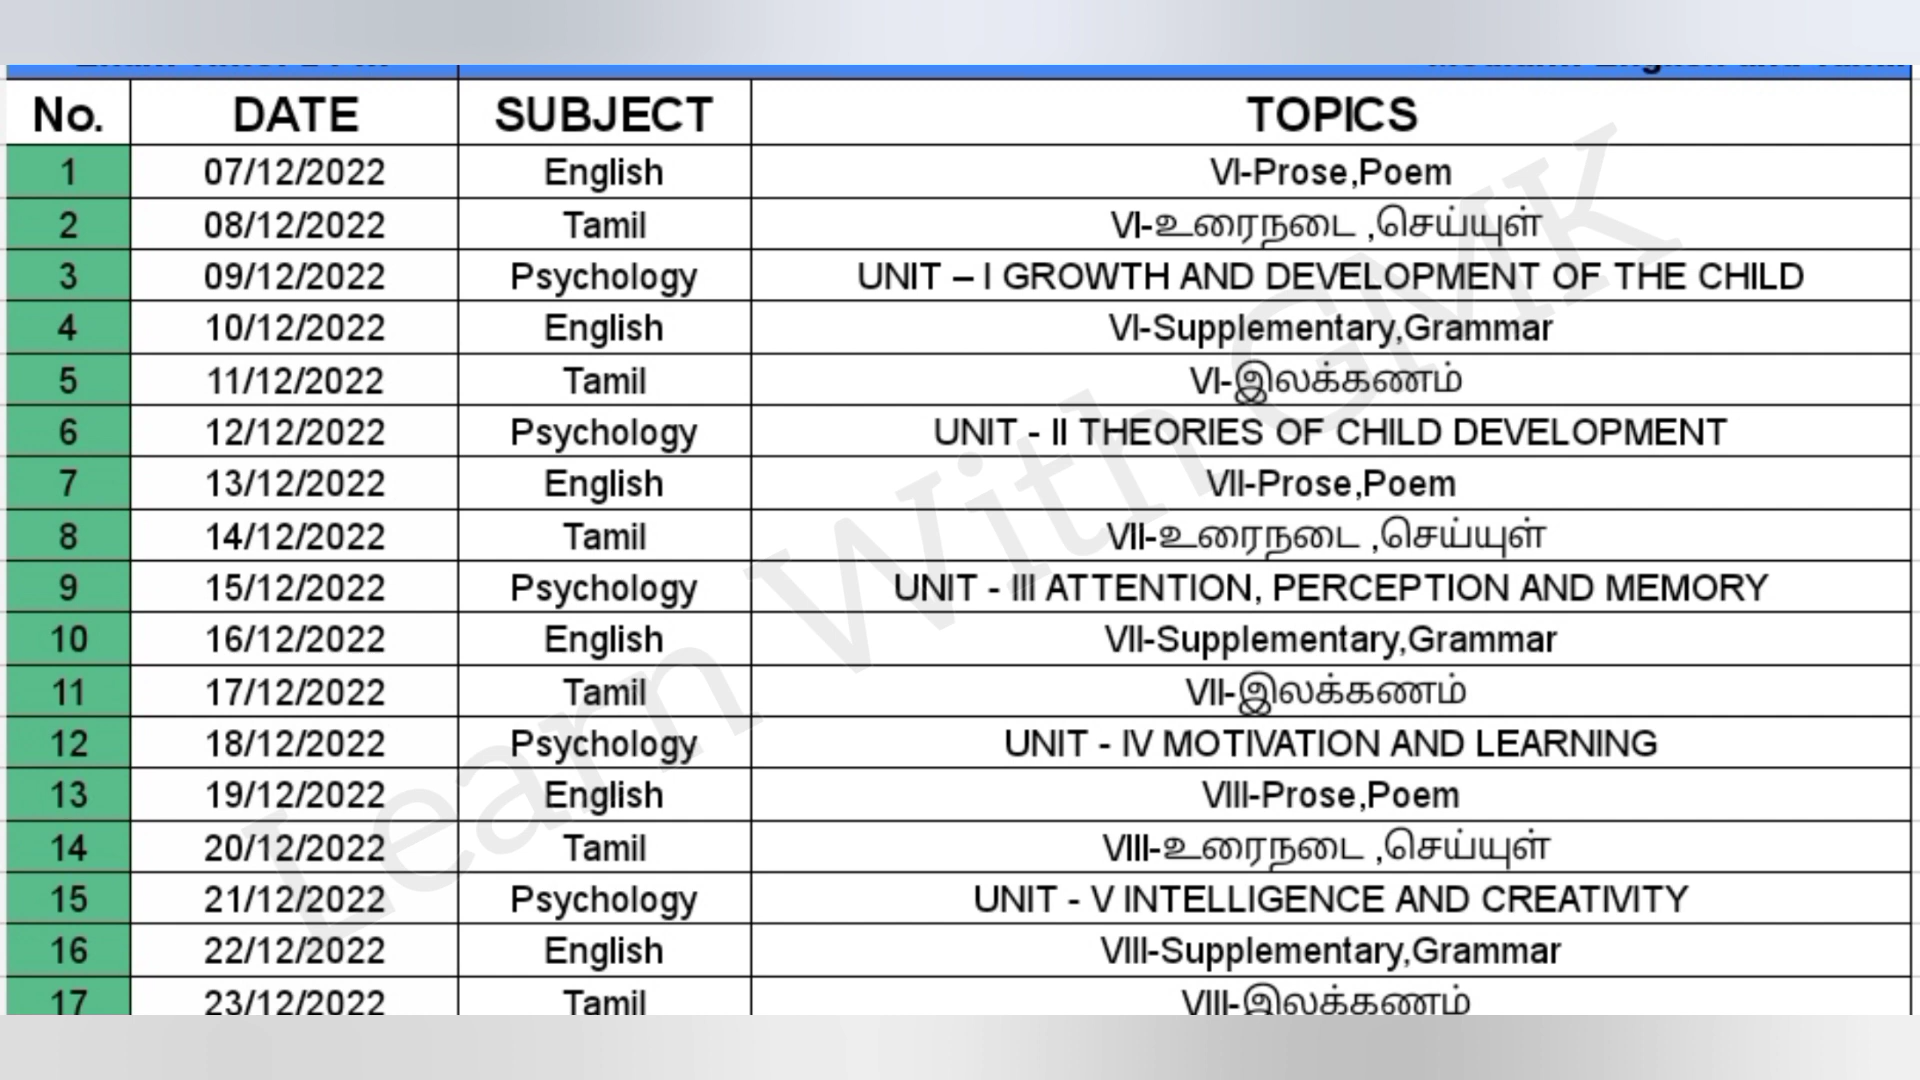 No. DATE SUBJECT TOPICS
1 07/12/2022 English VI-Prose,Poem
2 08/12/2022 Tamil VI-உரைநடை ,செய்யுள்
3 09/12/2022 Psychology UNIT – I GROWTH AND DEVELOPMENT OF THE CHILD
4 10/12/2022 English VI-Supplementary,Grammar
5 11/12/2022 Tamil VI-இலக்கணம்
6 12/12/2022 Psychology UNIT - II THEORIES OF CHILD DEVELOPMENT
7 13/12/2022 English VII-Prose,Poem
8 14/12/2022 Tamil VII-உரைநடை ,செய்யுள்
9 15/12/2022 Psychology UNIT - III ATTENTION, PERCEPTION AND MEMORY
10 16/12/2022 English VII-Supplementary,Grammar
11 17/12/2022 Tamil VII-இலக்கணம்
12 18/12/2022 Psychology UNIT - IV MOTIVATION AND LEARNING
13 19/12/2022 English VIII-Prose,Poem
14 20/12/2022 Tamil VIII-உரைநடை ,செய்யுள்
15 21/12/2022 Psychology UNIT - V INTELLIGENCE AND CREATIVITY
16 22/12/2022 English VIII-Supplementary,Grammar
17 23/12/2022 Tamil VIII-இலக்கணம்
Learn With GMK